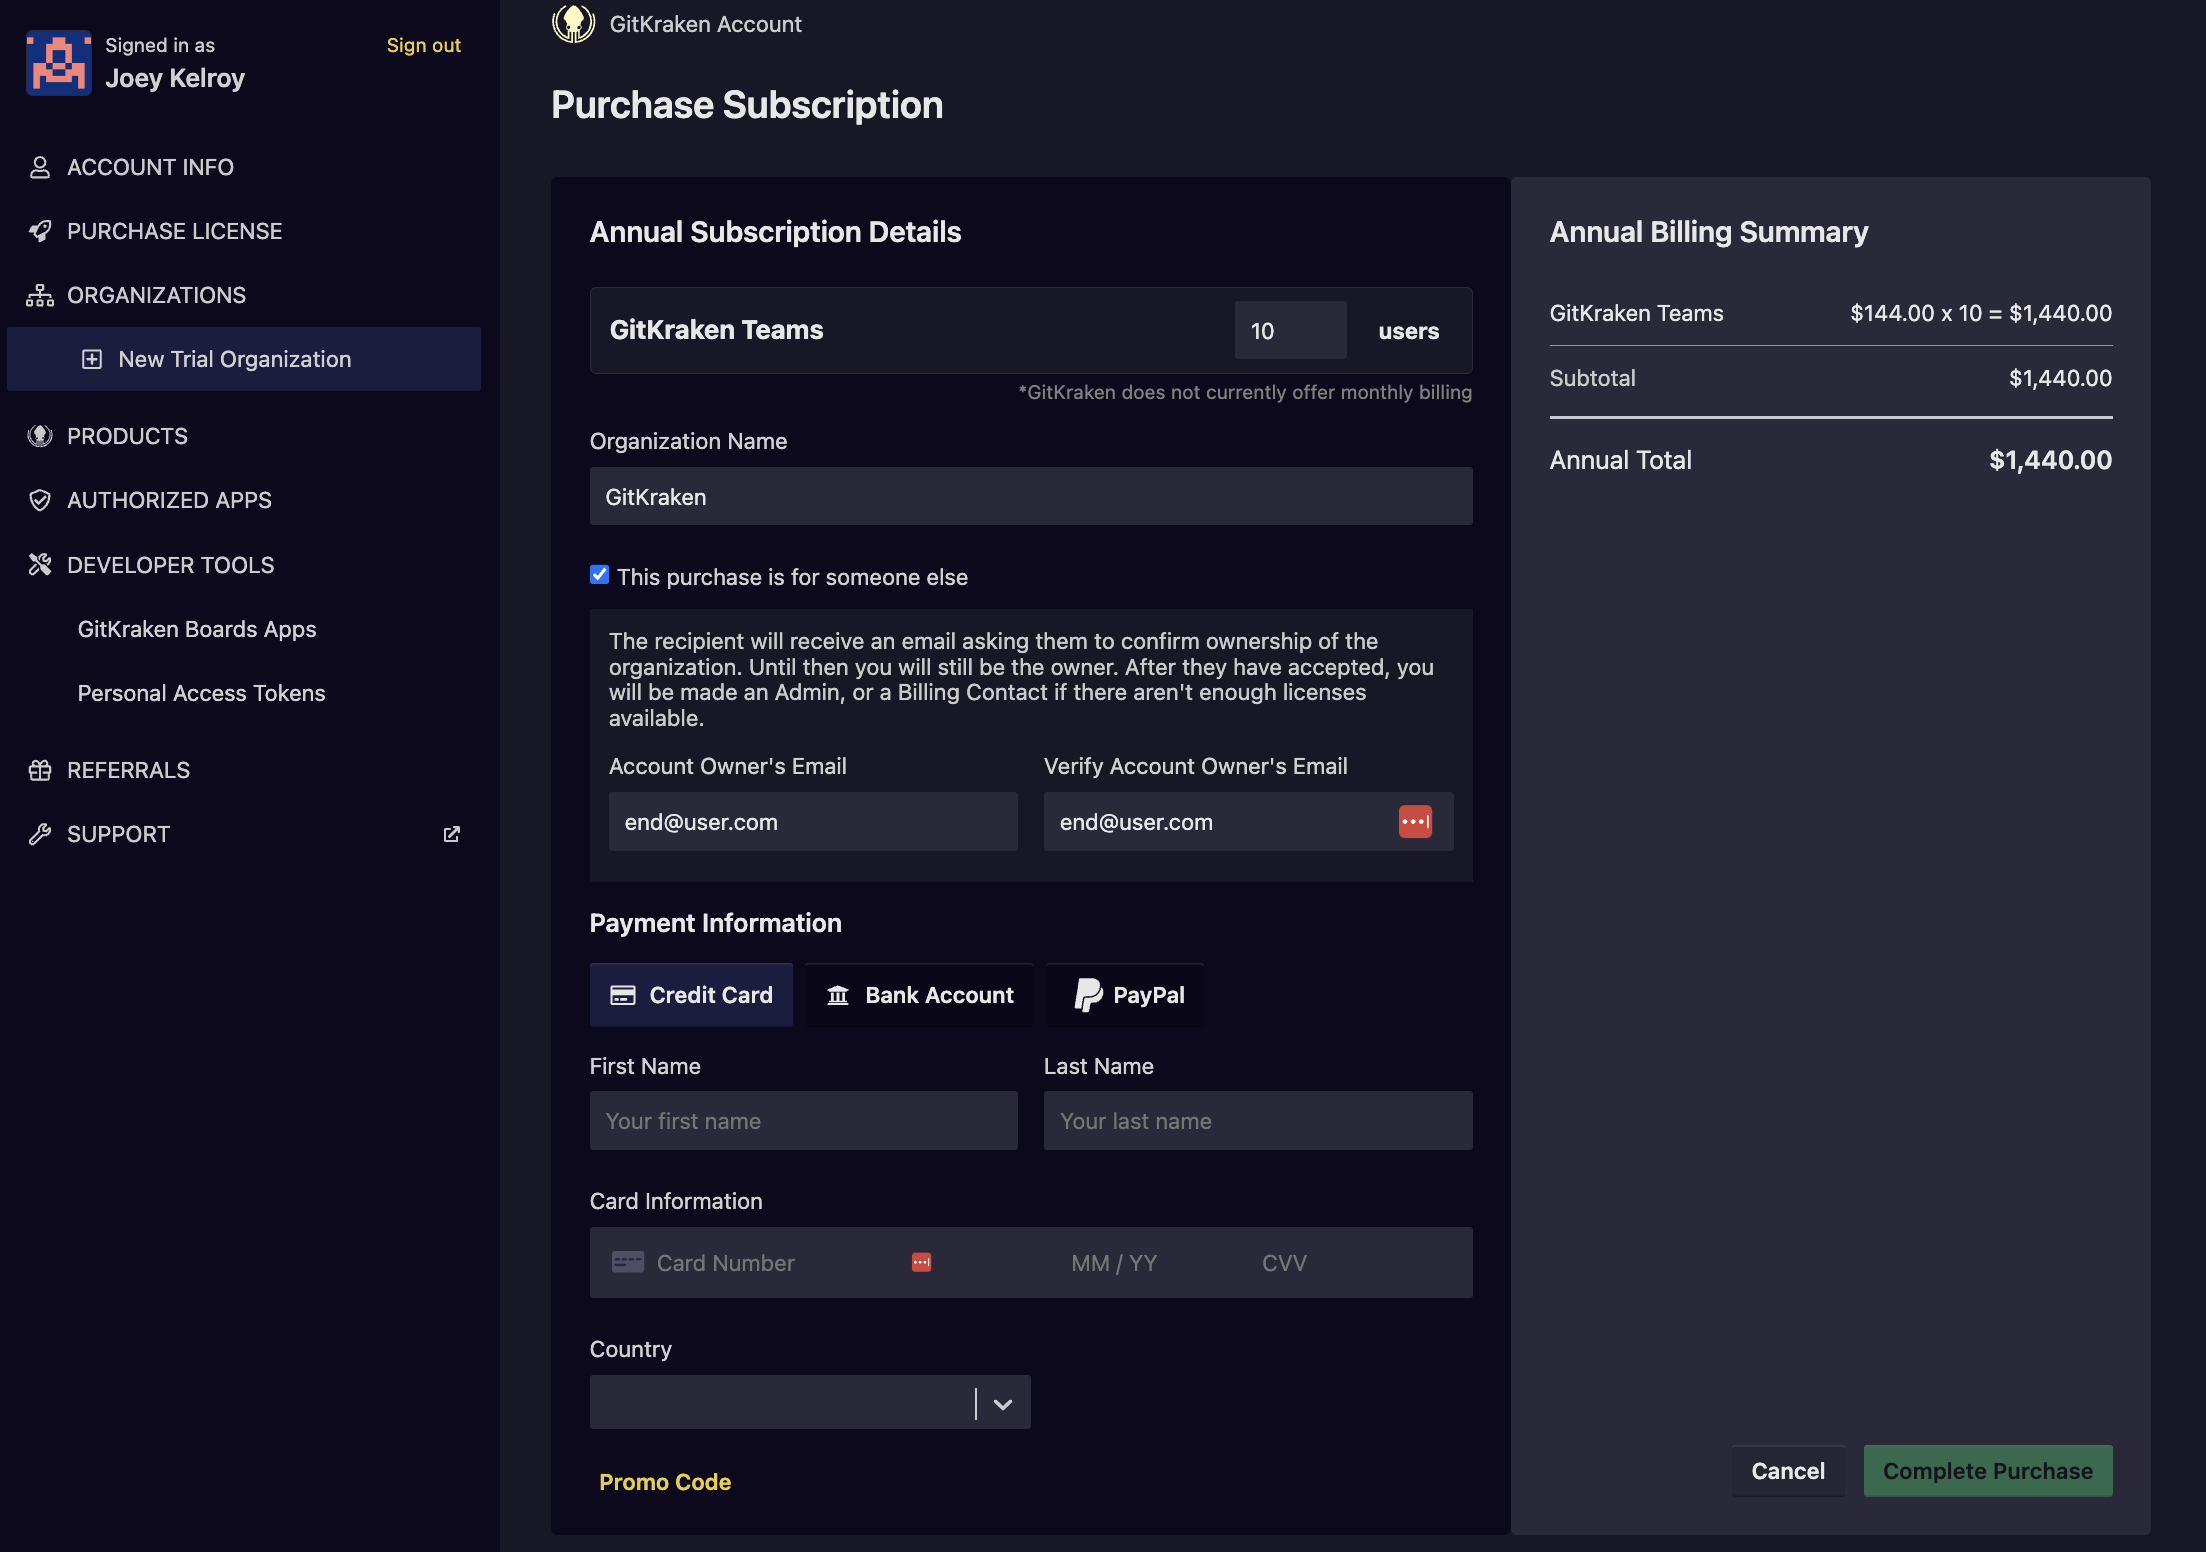 Signed in as
Joey Kelroy
Sign out
ACCOUNT INFO
PURCHASE LICENSE
ORGANIZATIONS
New Trial Organization
PRODUCTS
AUTHORIZED APPS
DEVELOPER TOOLS
GitKraken Boards Apps
Personal Access Tokens
REFERRALS
SUPPORT
GitKraken Account
Purchase Subscription
Annual Subscription Details
GitKraken Teams 10 users
*GitKraken does not currently offer monthly billing
Organization Name
GitKraken
This purchase is for someone else
The recipient will receive an email asking them to confirm ownership of the
organization. Until then you will still be the owner. After they have accepted, you
will be made an Admin, or a Billing Contact if there aren't enough licenses
available.
Account Owner's Email Verify Account Owner's Email
end@user.com end@user.com
Payment Information
Credit Card Bank Account PayPal
First Name Last Name
Your first name Your last name
Card Information
Card Number MM / YY CVV
Country
Promo Code
Annual Billing Summary
GitKraken Teams $144.00 x 10 = $1,440.00
Subtotal $1,440.00
Annual Total $1,440.00
Cancel Complete Purchase